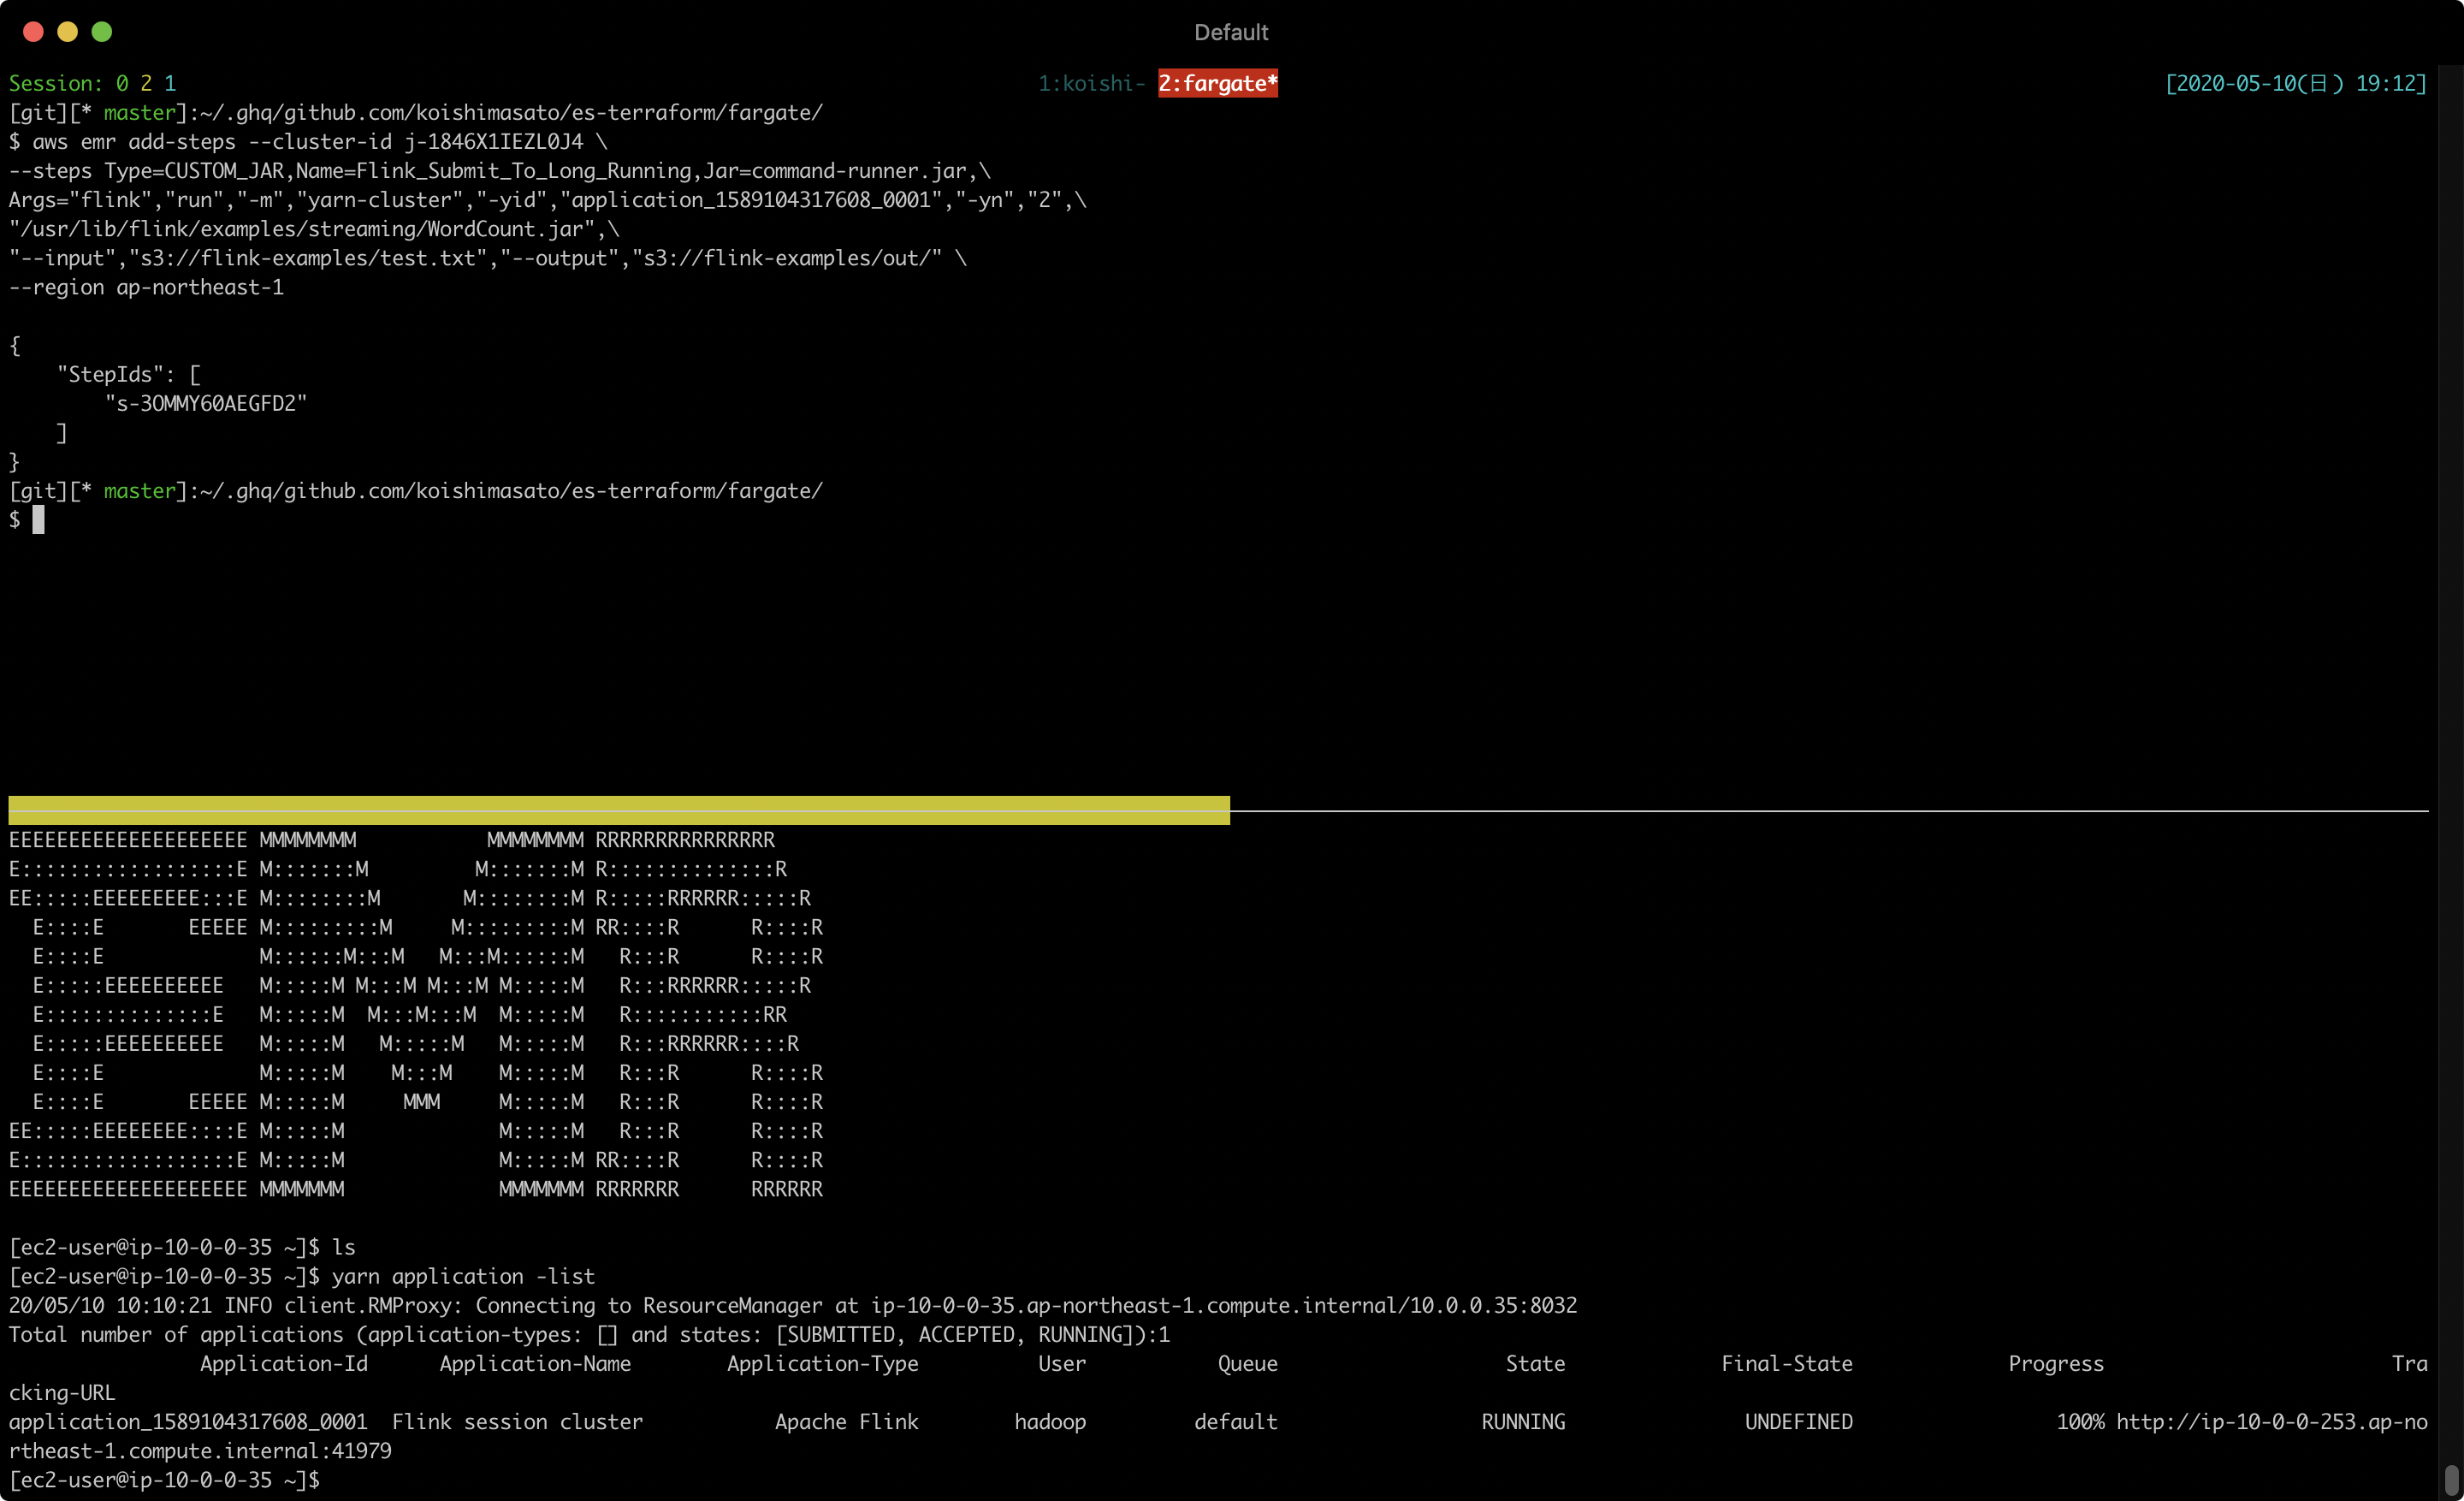 Default
Session: 0 2 1 1:koishi- 2:fargate* [2020-05-10(日) 19:12]
[git][* master]:~/.ghq/github.com/koishimasato/es-terraform/fargate/
$ aws emr add-steps --cluster-id j-1846X1IEZL0J4 \
--steps Type=CUSTOM_JAR,Name=Flink_Submit_To_Long_Running,Jar=command-runner.jar,\
Args="flink","run","-m","yarn-cluster","-yid","application_1589104317608_0001","-yn","2",\
"/usr/lib/flink/examples/streaming/WordCount.jar",\
"--input","s3://flink-examples/test.txt","--output","s3://flink-examples/out/" \
--region ap-northeast-1
{
    "StepIds": [
        "s-3OMMY60AEGFD2"
    ]
}
[git][* master]:~/.ghq/github.com/koishimasato/es-terraform/fargate/
$
EEEEEEEEEEEEEEEEEEEE MMMMMMMM           MMMMMMMM RRRRRRRRRRRRRRR
E::::::::::::::::::E M:::::::M         M:::::::M R::::::::::::::R
EE:::::EEEEEEEEE:::E M::::::::M       M::::::::M R:::::RRRRRR:::::R
  E::::E       EEEEE M:::::::::M     M:::::::::M RR::::R      R::::R
  E::::E             M::::::M:::M   M:::M::::::M   R:::R      R::::R
  E:::::EEEEEEEEEE   M:::::M M:::M M:::M M:::::M   R:::RRRRRR:::::R
  E::::::::::::::E   M:::::M  M:::M:::M  M:::::M   R:::::::::::RR
  E:::::EEEEEEEEEE   M:::::M   M:::::M   M:::::M   R:::RRRRRR::::R
  E::::E             M:::::M    M:::M    M:::::M   R:::R      R::::R
  E::::E       EEEEE M:::::M     MMM     M:::::M   R:::R      R::::R
EE:::::EEEEEEEE::::E M:::::M             M:::::M   R:::R      R::::R
E::::::::::::::::::E M:::::M             M:::::M RR::::R      R::::R
EEEEEEEEEEEEEEEEEEEE MMMMMMM             MMMMMMM RRRRRRR      RRRRRR
[ec2-user@ip-10-0-0-35 ~]$ ls
[ec2-user@ip-10-0-0-35 ~]$ yarn application -list
20/05/10 10:10:21 INFO client.RMProxy: Connecting to ResourceManager at ip-10-0-0-35.ap-northeast-1.compute.internal/10.0.0.35:8032
Total number of applications (application-types: [] and states: [SUBMITTED, ACCEPTED, RUNNING]):1
                Application-Id      Application-Name        Application-Type          User           Queue                   State             Final-State             Progress                        Tra
cking-URL
application_1589104317608_0001  Flink session cluster           Apache Flink        hadoop         default                 RUNNING               UNDEFINED                 100% http://ip-10-0-0-253.ap-no
rtheast-1.compute.internal:41979
[ec2-user@ip-10-0-0-35 ~]$